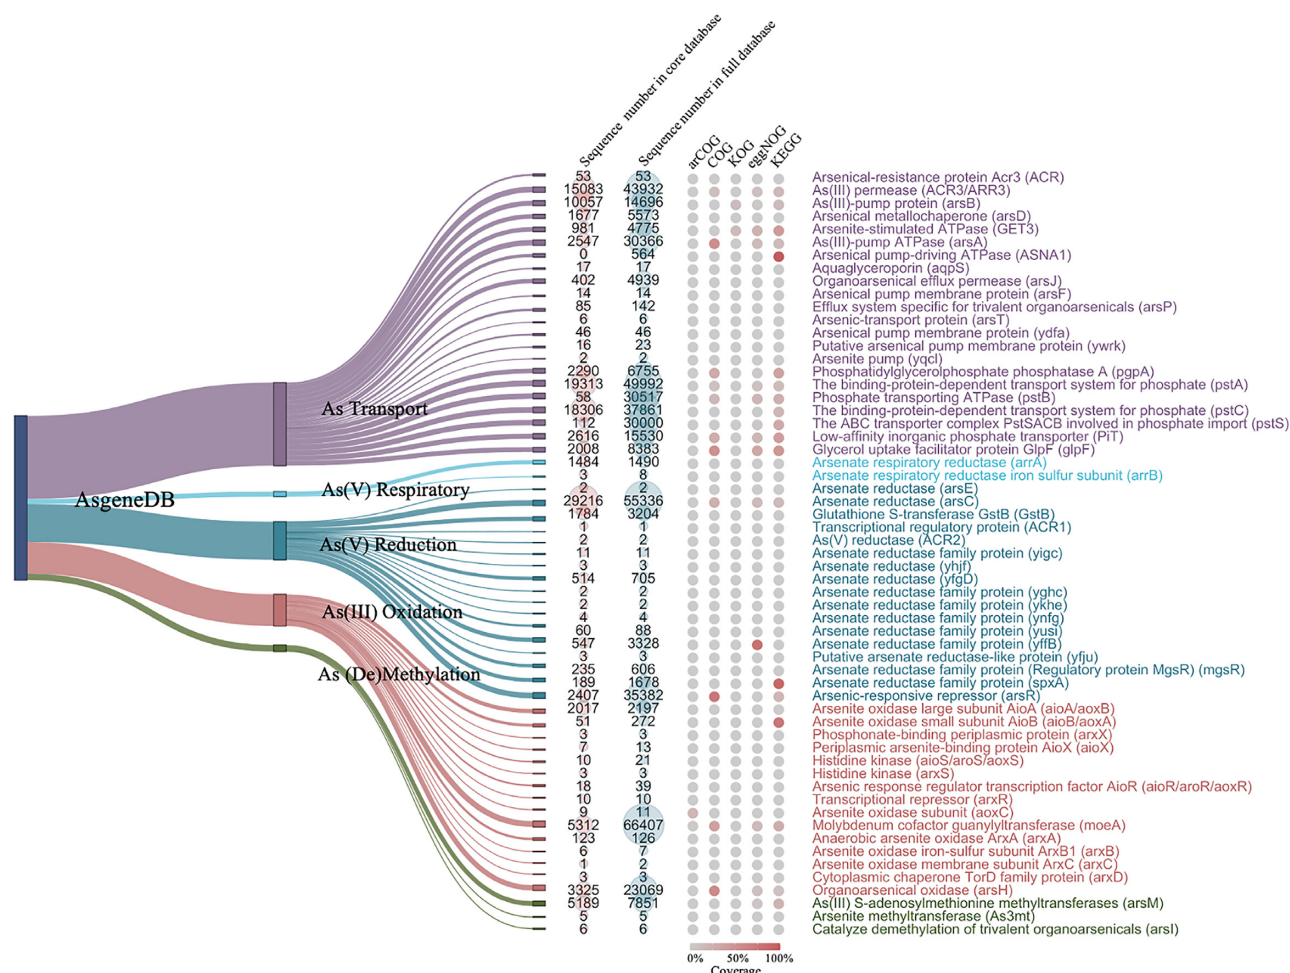 Sequence number in core database
Sequence number in full database
arCOG
COG
KOG
eggNOG
KEGG
53 53 Arsenical-resistance protein Acr3 (ACR)
15083 43932 As(III) permease (ACR3/ARR3)
10057 14696 As(III)-pump protein (arsB)
1677 5573 Arsenical metallochaperone (arsD)
981 4775 Arsenite-stimulated ATPase (GET3)
2547 30366 As(III)-pump ATPase (arsA)
0 564 Arsenical pump-driving ATPase (ASNA1)
17 17 Aquaglyceroporin (aqpS)
402 4939 Organoarsenical efflux permease (arsJ)
14 14 Arsenical pump membrane protein (arsF)
85 142 Efflux system specific for trivalent organoarsenicals (arsP)
6 6 Arsenic-transport protein (arsT)
46 46 Arsenical pump membrane protein (ydfa)
16 23 Putative arsenical pump membrane protein (ywrk)
2 2 Arsenite pump (yqcl)
2290 6755 Phosphatidylglycerolphosphate phosphatase A (pgpA)
19313 49992 The binding-protein-dependent transport system for phosphate (pstA)
58 30517 Phosphate transporting ATPase (pstB)
18306 37861 The binding-protein-dependent transport system for phosphate (pstC)
112 30000 The ABC transporter complex PstSACB involved in phosphate import (pstS)
2616 15530 Low-affinity inorganic phosphate transporter (PiT)
2008 8383 Glycerol uptake facilitator protein GlpF (glpF)
1484 1490 Arsenate respiratory reductase (arrA)
3 8 Arsenate respiratory reductase iron sulfur subunit (arrB)
2 2 Arsenate reductase (arsE)
29216 55336 Arsenate reductase (arsC)
1784 3204 Glutathione S-transferase GstB (GstB)
1 1 Transcriptional regulatory protein (ACR1)
2 2 As(V) reductase (ACR2)
11 11 Arsenate reductase family protein (yigc)
3 3 Arsenate reductase (yhjf)
514 705 Arsenate reductase (yfgD)
2 2 Arsenate reductase family protein (yghc)
2 2 Arsenate reductase family protein (ykhe)
4 4 Arsenate reductase family protein (ynfg)
60 88 Arsenate reductase family protein (yusi)
547 3328 Arsenate reductase family protein (yffB)
3 3 Putative arsenate reductase-like protein (yfju)
235 606 Arsenate reductase family protein (Regulatory protein MgsR) (mgsR)
189 1678 Arsenate reductase family protein (spxA)
2407 35382 Arsenic-responsive repressor (arsR)
2017 2197 Arsenite oxidase large subunit AioA (aioA/aoxB)
51 272 Arsenite oxidase small subunit AioB (aioB/aoxA)
3 3 Phosphonate-binding periplasmic protein (arxX)
7 13 Periplasmic arsenite-binding protein AioX (aioX)
10 21 Histidine kinase (aioS/aroS/aoxS)
3 3 Histidine kinase (arxS)
18 39 Arsenic response regulator transcription factor AioR (aioR/aroR/aoxR)
10 10 Transcriptional repressor (arxR)
9 11 Arsenite oxidase subunit (aoxC)
5312 66407 Molybdenum cofactor guanylyltransferase (moeA)
123 126 Anaerobic arsenite oxidase ArxA (arxA)
6 7 Arsenite oxidase iron-sulfur subunit ArxB1 (arxB)
1 2 Arsenite oxidase membrane subunit ArxC (arxC)
3 3 Cytoplasmic chaperone TorD family protein (arxD)
3325 23069 Organoarsenical oxidase (arsH)
5189 7851 As(III) S-adenosylmethionine methyltransferases (arsM)
5 5 Arsenite methyltransferase (As3mt)
6 6 Catalyze demethylation of trivalent organoarsenicals (arsI)
AsgeneDB
As Transport
As(V) Respiratory
As(V) Reduction
As(III) Oxidation
As (De)Methylation
0% 50% 100%
Coverage